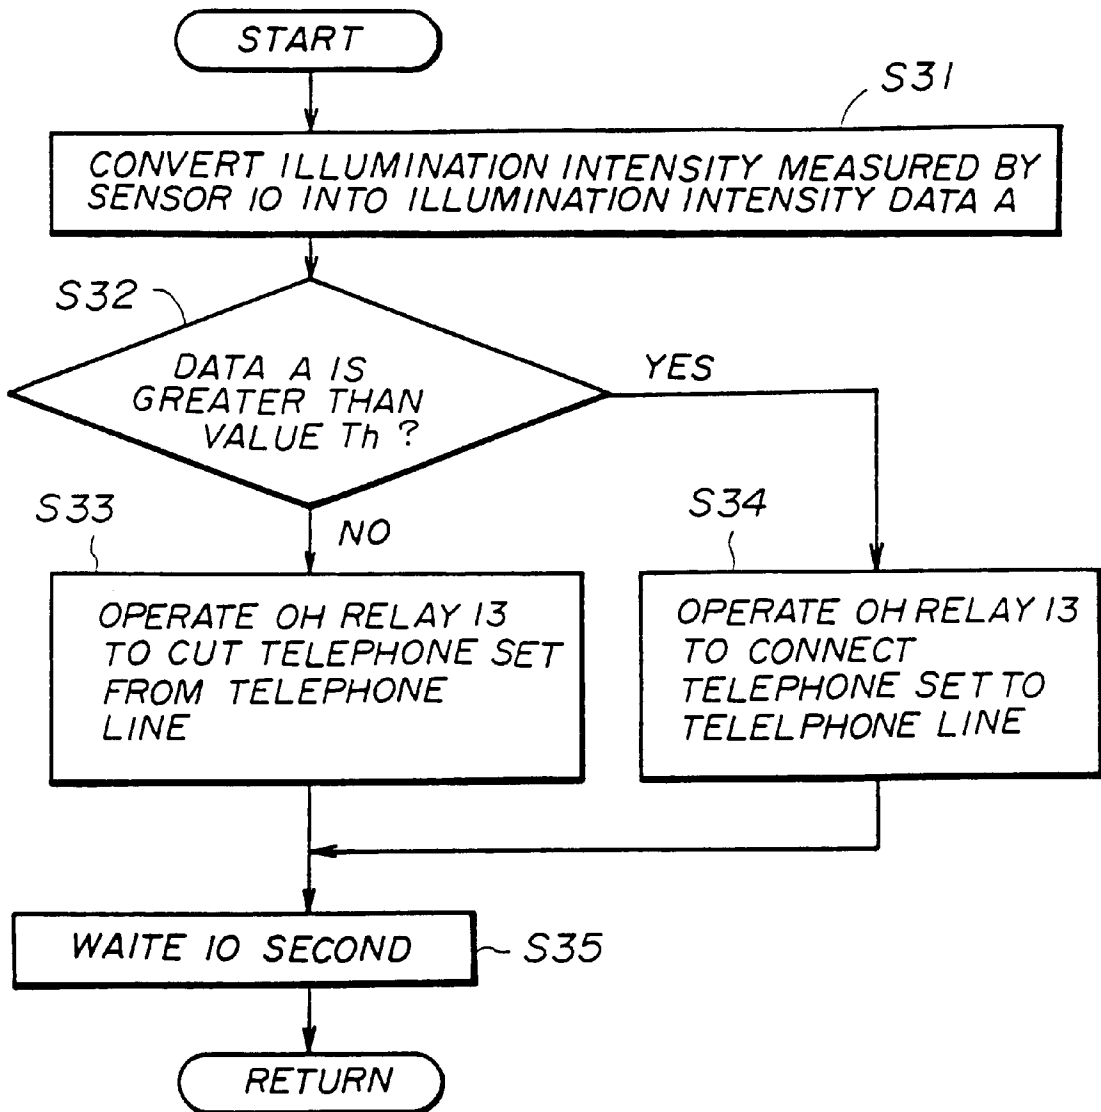 START
S31
CONVERT ILLUMINATION INTENSITY MEASURED BY
SENSOR 10 INTO ILLUMINATION INTENSITY DATA A
S32
DATA A IS
GREATER THAN
VALUE Th ?
YES
NO
S33
OPERATE OH RELAY 13
TO CUT TELEPHONE SET
FROM TELEPHONE
LINE
S34
OPERATE OH RELAY 13
TO CONNECT
TELEPHONE SET TO
TELELPHONE LINE
WAITE 10 SECOND
S35
RETURN